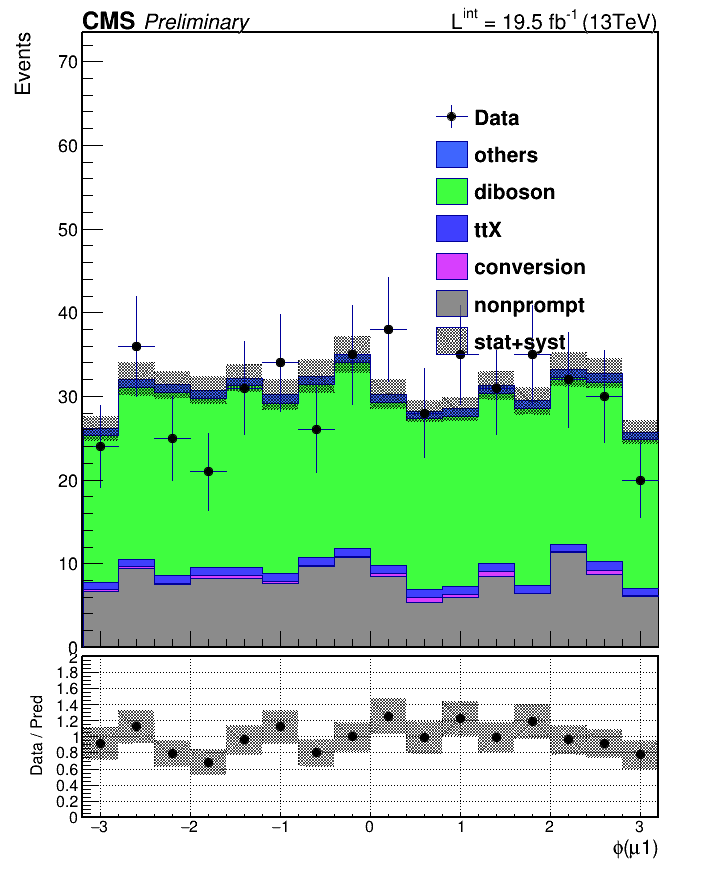 CMS Preliminary L^int = 19.5 fb^-1 (13TeV)
Events
70
60
50
40
30
20
10
0
Data
others
diboson
ttX
conversion
nonprompt
stat+syst
Data / Pred
2
1.8
1.6
1.4
1.2
1
0.8
0.6
0.4
0.2
0
−3 −2 −1 0 1 2 3
ϕ(μ1)